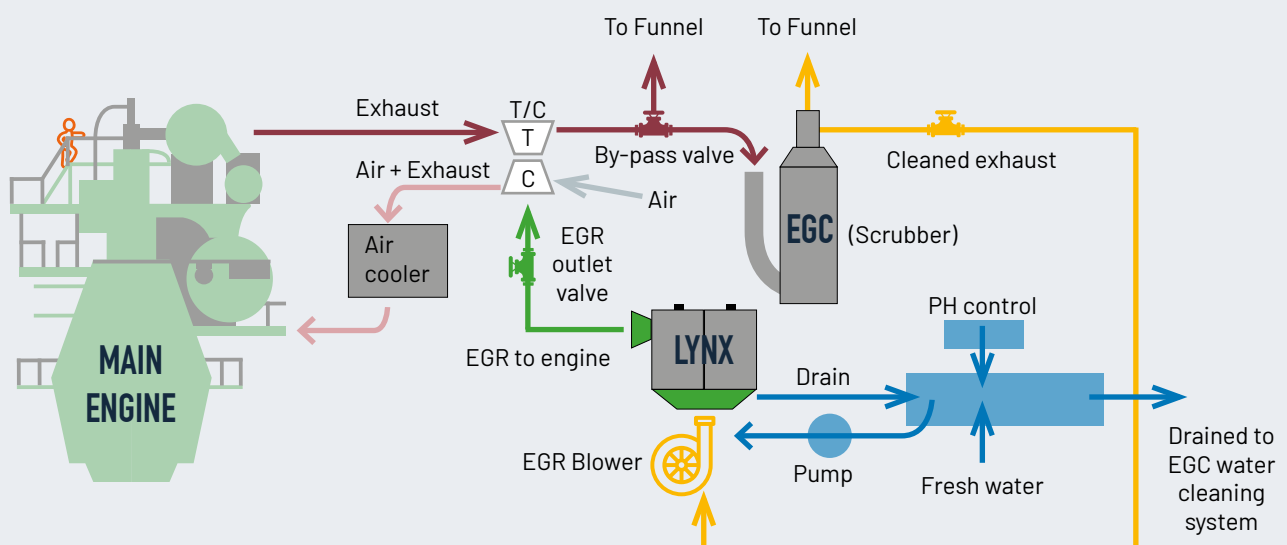 To Funnel
To Funnel
Exhaust
T/C
T
By-pass valve
Cleaned exhaust
Air + Exhaust
C
Air
EGC
(Scrubber)
Air
cooler
EGR
outlet
valve
PH control
MAIN
ENGINE
EGR to engine
LYNX
Drain
EGR Blower
Pump
Fresh water
Drained to
EGC water
cleaning
system